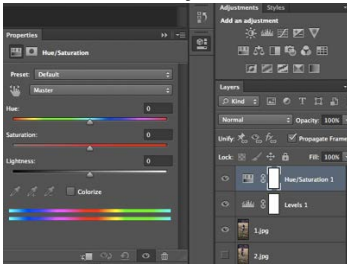 Properties
Hue/Saturation
Preset: Default
Master
Hue: 0
Saturation: 0
Lightness: 0
Colorize
Adjustments Styles
Add an adjustment
Layers
Kind
Normal Opacity: 100%
Unify: Propagate Frame
Lock: Fill: 100%
Hue/Saturation 1
Levels 1
1.jpg
2.jpg